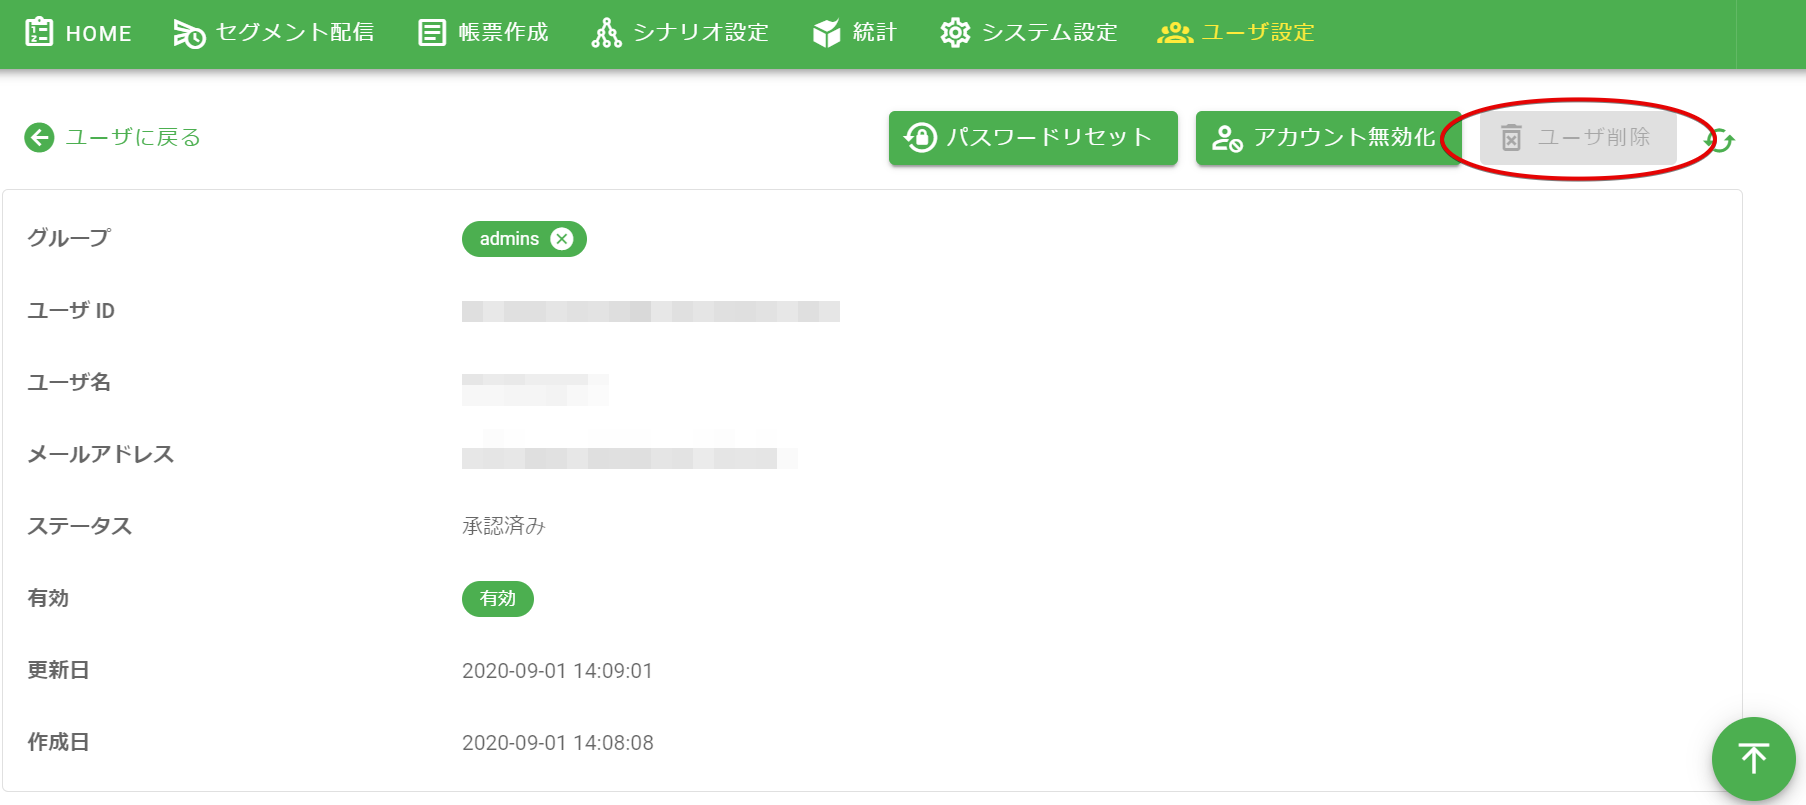 HOME セグメント配信 帳票作成 シナリオ設定 統計 システム設定 ユーザ設定
ユーザに戻る パスワードリセット アカウント無効化 ユーザ削除
グループ admins
ユーザ ID
ユーザ名
メールアドレス
ステータス 承認済み
有効 有効
更新日 2020-09-01 14:09:01
作成日 2020-09-01 14:08:08